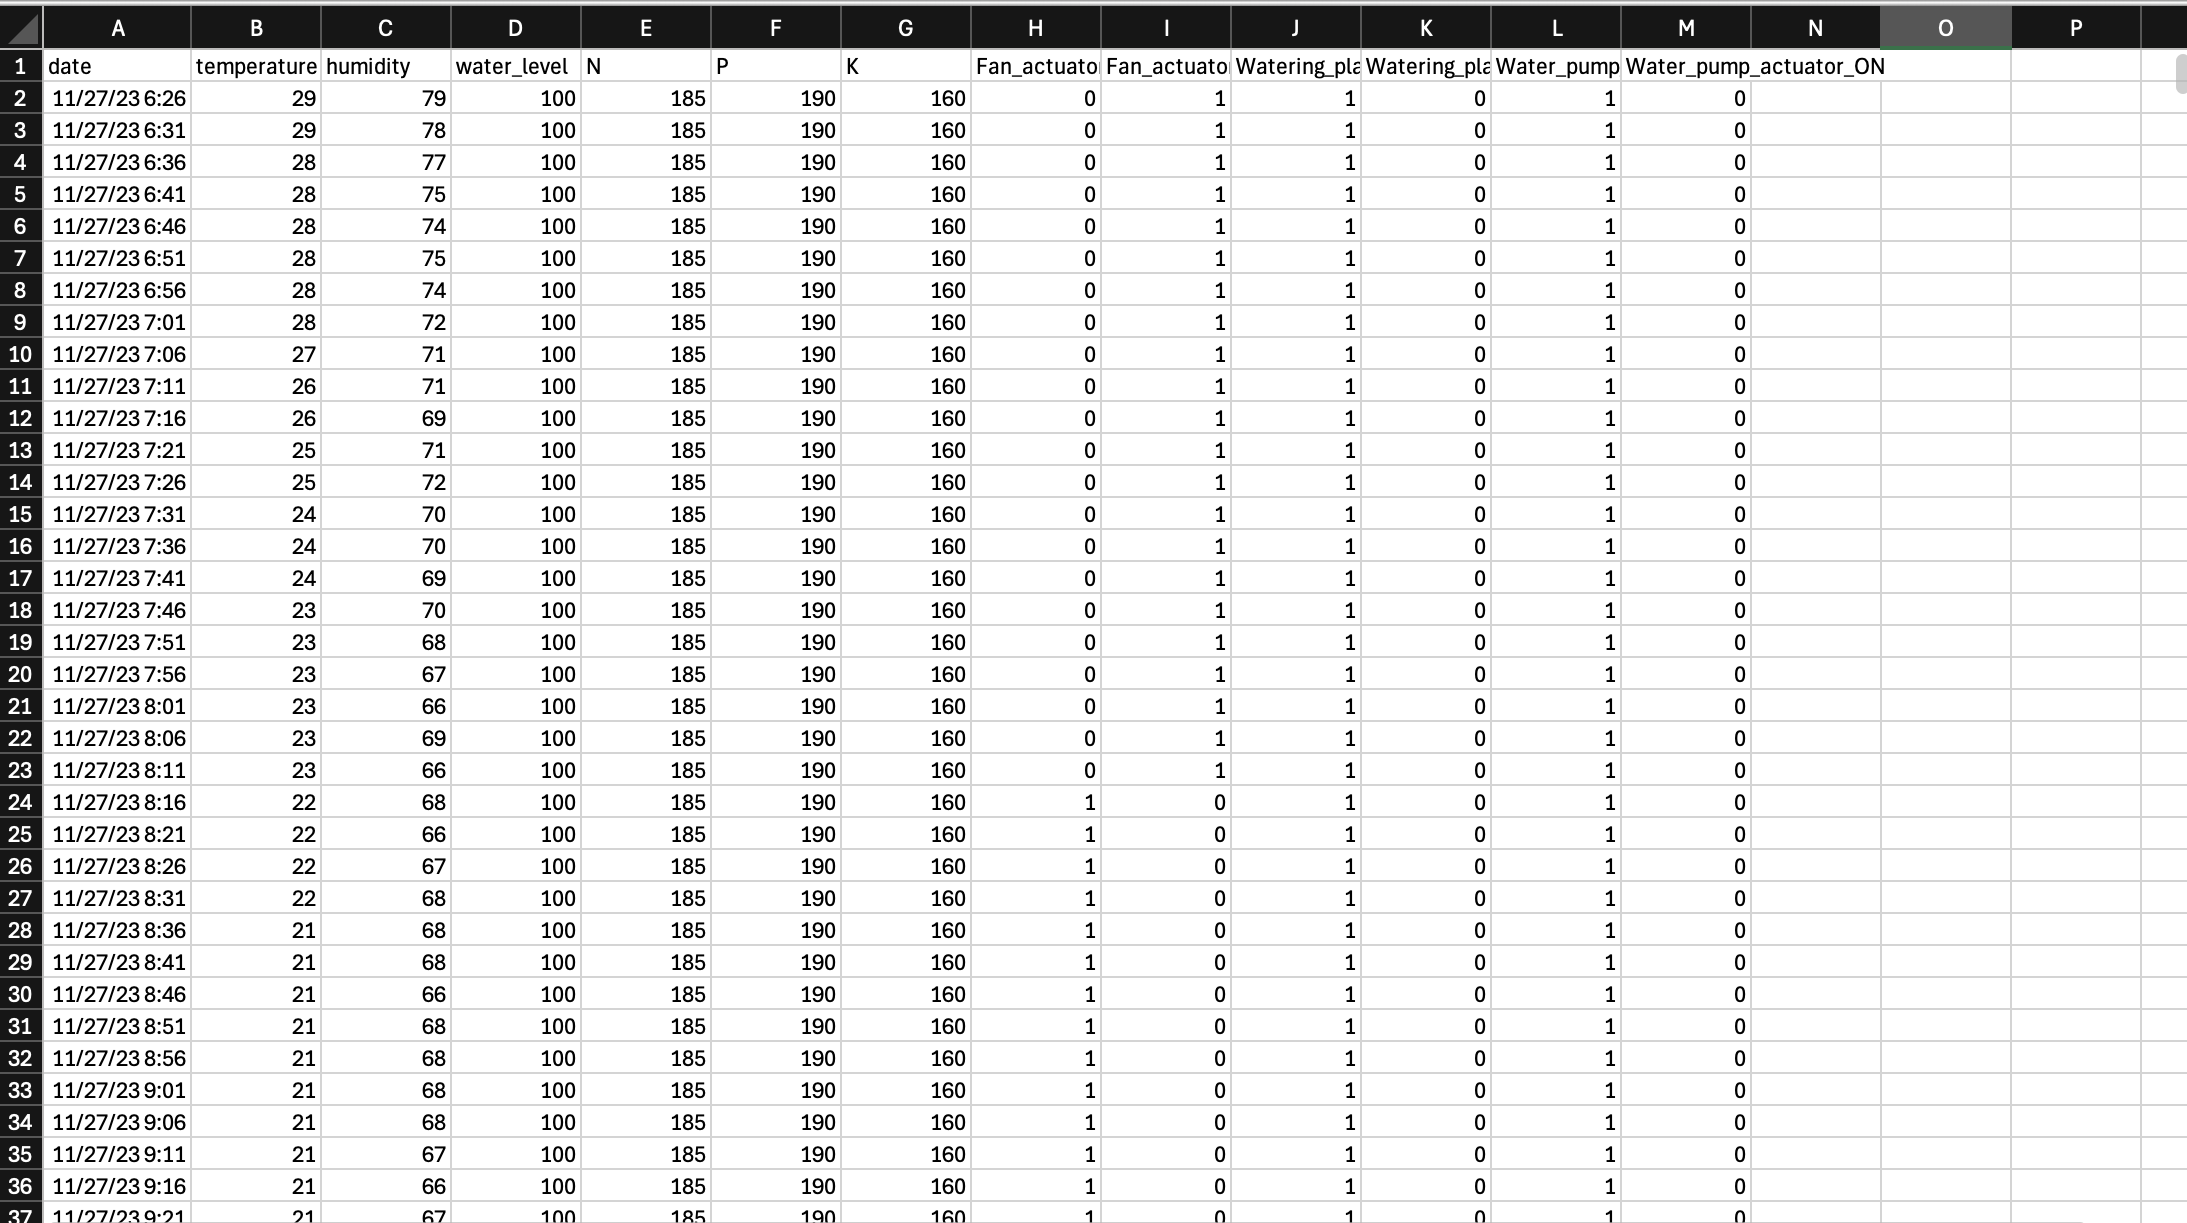 A B C D E F G H I J K L M N O P
1 date temperature humidity water_level N P K Fan_actuato Fan_actuato Watering_pla Watering_pla Water_pump Water_pump_actuator_ON
2 11/27/23 6:26 29 79 100 185 190 160 0 1 1 0 1 0
3 11/27/23 6:31 29 78 100 185 190 160 0 1 1 0 1 0
4 11/27/23 6:36 28 77 100 185 190 160 0 1 1 0 1 0
5 11/27/23 6:41 28 75 100 185 190 160 0 1 1 0 1 0
6 11/27/23 6:46 28 74 100 185 190 160 0 1 1 0 1 0
7 11/27/23 6:51 28 75 100 185 190 160 0 1 1 0 1 0
8 11/27/23 6:56 28 74 100 185 190 160 0 1 1 0 1 0
9 11/27/23 7:01 28 72 100 185 190 160 0 1 1 0 1 0
10 11/27/23 7:06 27 71 100 185 190 160 0 1 1 0 1 0
11 11/27/23 7:11 26 71 100 185 190 160 0 1 1 0 1 0
12 11/27/23 7:16 26 69 100 185 190 160 0 1 1 0 1 0
13 11/27/23 7:21 25 71 100 185 190 160 0 1 1 0 1 0
14 11/27/23 7:26 25 72 100 185 190 160 0 1 1 0 1 0
15 11/27/23 7:31 24 70 100 185 190 160 0 1 1 0 1 0
16 11/27/23 7:36 24 70 100 185 190 160 0 1 1 0 1 0
17 11/27/23 7:41 24 69 100 185 190 160 0 1 1 0 1 0
18 11/27/23 7:46 23 70 100 185 190 160 0 1 1 0 1 0
19 11/27/23 7:51 23 68 100 185 190 160 0 1 1 0 1 0
20 11/27/23 7:56 23 67 100 185 190 160 0 1 1 0 1 0
21 11/27/23 8:01 23 66 100 185 190 160 0 1 1 0 1 0
22 11/27/23 8:06 23 69 100 185 190 160 0 1 1 0 1 0
23 11/27/23 8:11 23 66 100 185 190 160 0 1 1 0 1 0
24 11/27/23 8:16 22 68 100 185 190 160 1 0 1 0 1 0
25 11/27/23 8:21 22 66 100 185 190 160 1 0 1 0 1 0
26 11/27/23 8:26 22 67 100 185 190 160 1 0 1 0 1 0
27 11/27/23 8:31 22 68 100 185 190 160 1 0 1 0 1 0
28 11/27/23 8:36 21 68 100 185 190 160 1 0 1 0 1 0
29 11/27/23 8:41 21 68 100 185 190 160 1 0 1 0 1 0
30 11/27/23 8:46 21 66 100 185 190 160 1 0 1 0 1 0
31 11/27/23 8:51 21 68 100 185 190 160 1 0 1 0 1 0
32 11/27/23 8:56 21 68 100 185 190 160 1 0 1 0 1 0
33 11/27/23 9:01 21 68 100 185 190 160 1 0 1 0 1 0
34 11/27/23 9:06 21 68 100 185 190 160 1 0 1 0 1 0
35 11/27/23 9:11 21 67 100 185 190 160 1 0 1 0 1 0
36 11/27/23 9:16 21 66 100 185 190 160 1 0 1 0 1 0
37 11/27/23 9:21 21 67 100 185 190 160 1 0 1 0 1 0